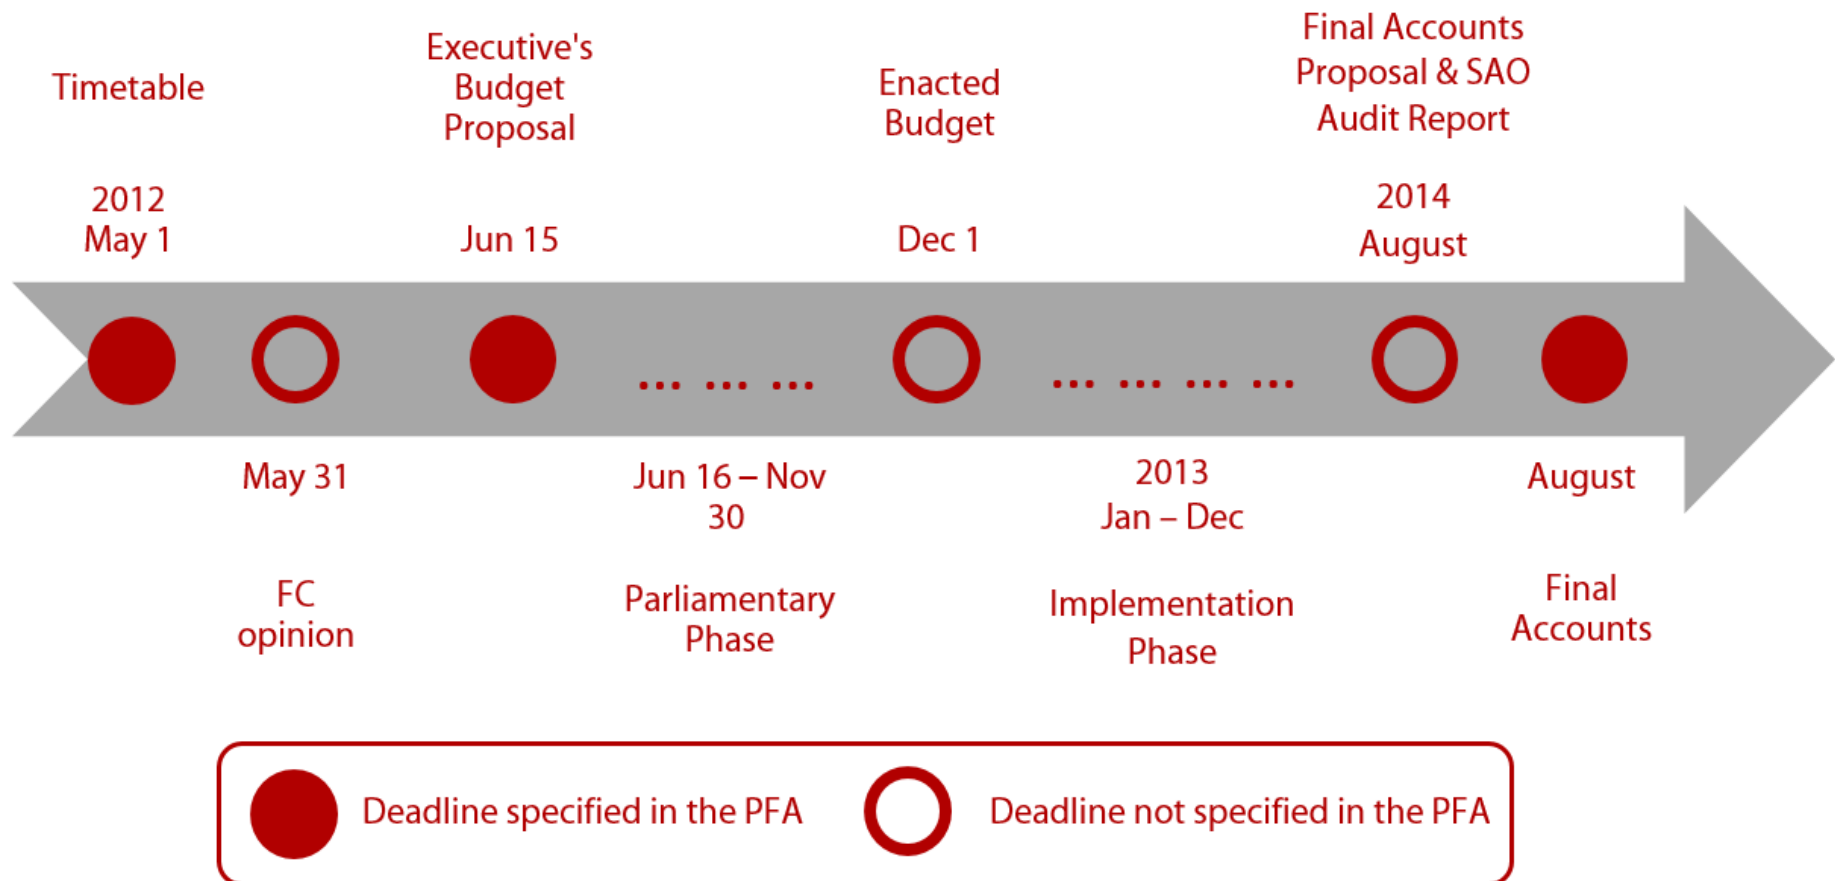 Timetable
2012
May 1
Executive's
Budget
Proposal
Jun 15
Enacted
Budget
Dec 1
Final Accounts
Proposal & SAO
Audit Report
2014
August
May 31
FC
opinion
Jun 16 – Nov
30
Parliamentary
Phase
2013
Jan – Dec
Implementation
Phase
August
Final
Accounts
Deadline specified in the PFA
Deadline not specified in the PFA